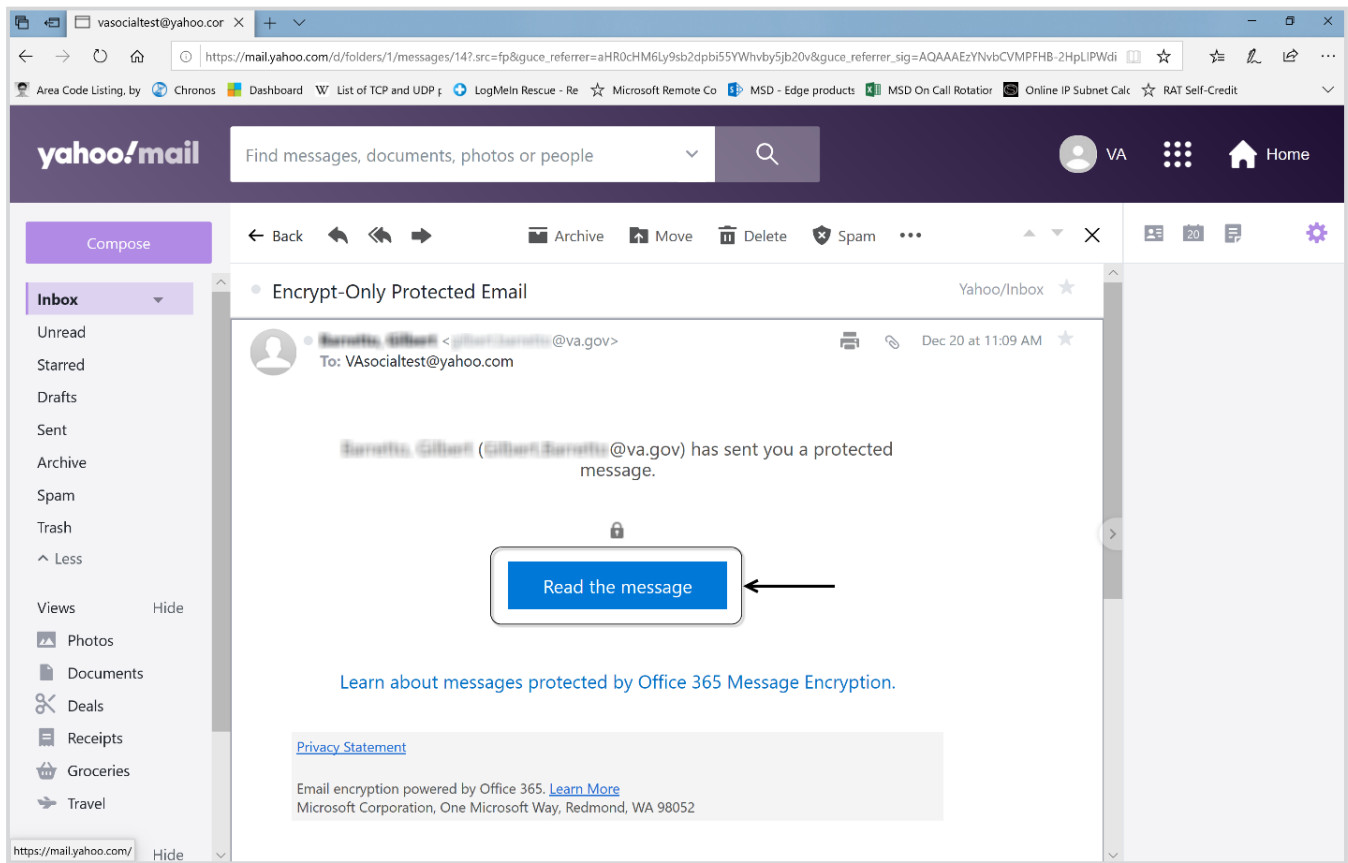 vasocialtest@yahoo.cor
https://mail.yahoo.com/d/folders/1/messages/14?.src=fp&guce_referrer=aHR0cHM6Ly9sb2dpbi55YWhvby5jb20v&guce_referrer_sig=AQAAAEzYNvbCVMPFHB-2HpLIPWdi
Area Code Listing, by Chronos Dashboard W List of TCP and UDP p LogMeIn Rescue - Re Microsoft Remote Co MSD - Edge products MSD On Call Rotation Online IP Subnet Calc RAT Self-Credit
yahoo!mail Find messages, documents, photos or people VA Home
Compose Back Archive Move Delete Spam 20
Inbox Encrypt-Only Protected Email Yahoo/Inbox
Unread
< @va.gov> Dec 20 at 11:09 AM
Starred To: VAsocialtest@yahoo.com
Drafts
Sent
( @va.gov) has sent you a protected
message.
Archive
Spam
Trash
Less
Read the message
Views Hide
Photos
Documents
Learn about messages protected by Office 365 Message Encryption.
Deals
Receipts
Privacy Statement
Groceries
Email encryption powered by Office 365. Learn More
Travel
Microsoft Corporation, One Microsoft Way, Redmond, WA 98052
https://mail.yahoo.com/ Hide